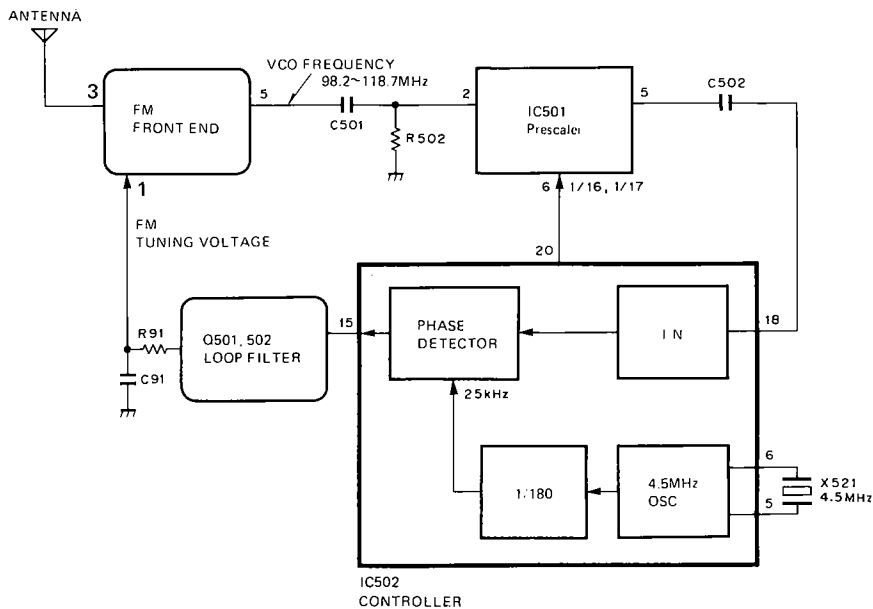 ANTENNA
3
FM
FRONT END
5
VCO FREQUENCY
98.2~118.7MHz
C501
R502
2
IC501
Prescaler
5
C502
6
1/16, 1/17
1
FM
TUNING VOLTAGE
20
R91
C91
Q501, 502
LOOP FILTER
15
PHASE
DETECTOR
IN
18
25kHz
1/180
4.5MHz
OSC
6
5
X521
4.5MHz
IC502
CONTROLLER